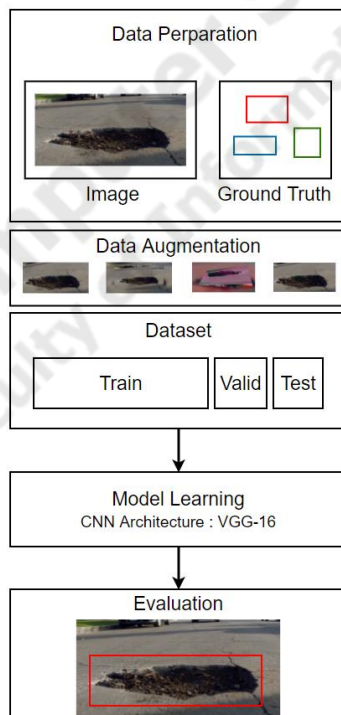 Data Perparation
Image
Ground Truth
Data Augmentation
Dataset
Train
Valid
Test
Model Learning
CNN Architecture : VGG-16
Evaluation